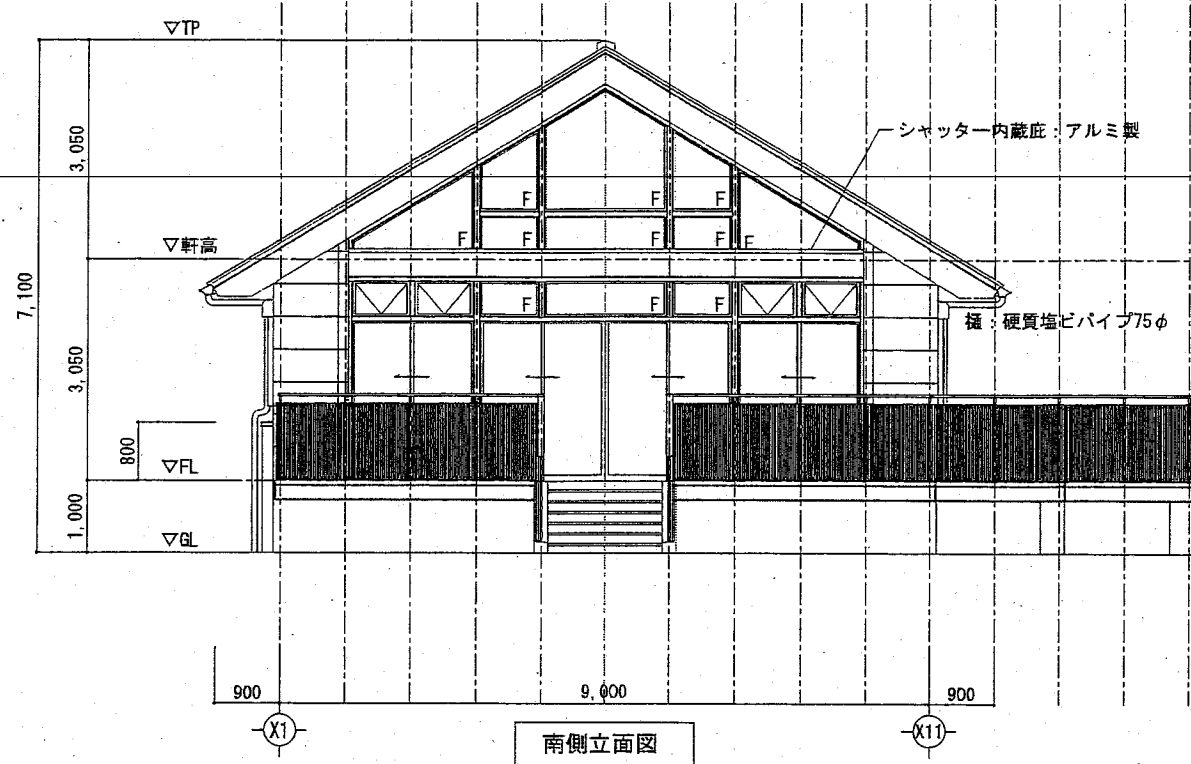 ▽TP
シャッター内蔵庇：アルミ製
3,050
F F F
▽軒高
F F F F F
7,100
F F F
樋：硬質塩ビパイプ75φ
3,050
800
▽FL
1,000
▽GL
900
9,000
900
X1
X11
南側立面図